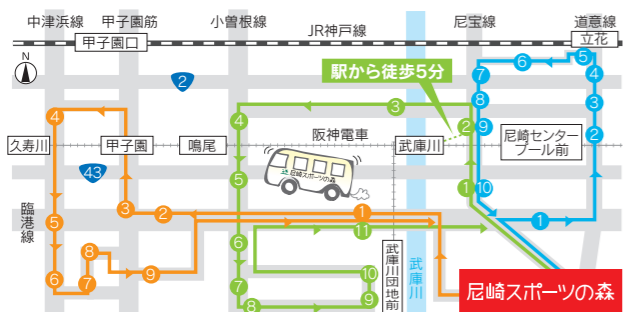 中津浜線
甲子園筋
小曽根線
JR神戸線
尼宝線
道意線
甲子園口
立花
N
2
駅から徒歩5分
久寿川
甲子園
鳴尾
阪神電車
武庫川
尼崎センター
プール前
43
尼崎スポーツの森
臨港線
武庫川団地前
武庫川
尼崎スポーツの森
1
2
3
4
5
6
7
8
9
1
2
3
4
5
6
7
8
9
10
11
1
2
3
4
5
6
7
8
9
10